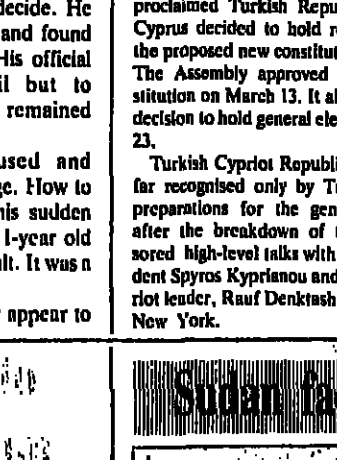 decide. He
and found
His official
il but to
remained
used and
ge. How to
his sudden
1-year old
lt. It was a
appear to
proclaimed Turkish Repu
Cyprus decided to hold re
the proposed new constitut
The Assembly approved
stitution on March 13. It al
decision to hold general ele
23.
Turkish Cypriot Republi
far recognised only by Tu
preparations for the gen
after the breakdown of t
sored high-level talks with
dent Spyros Kyprianou and
riot leader, Rauf Denktash
New York.
Sudan fa